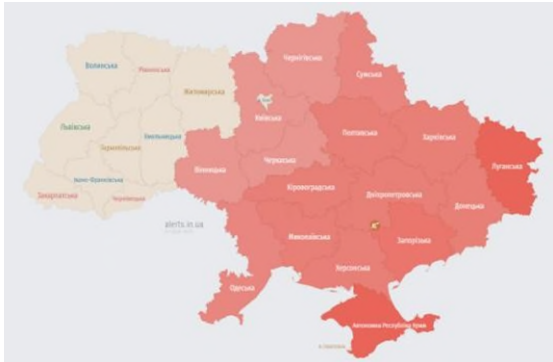 Чернігівська
Волинська
Рівненська
Сумська
Житомирська
Київська
Львівська
Хмельницька
Тернопільська
Полтавська
Харківська
Черкаська
Вінницька
Луганська
Івано-Франківська
Кіровоградська
Дніпропетровська
Закарпатська
Чернівецька
Донецька
alerts.in.ua
Миколаївська
Запорізька
Херсонська
Одеська
Автономна Республіка Крим
м. Севастополь